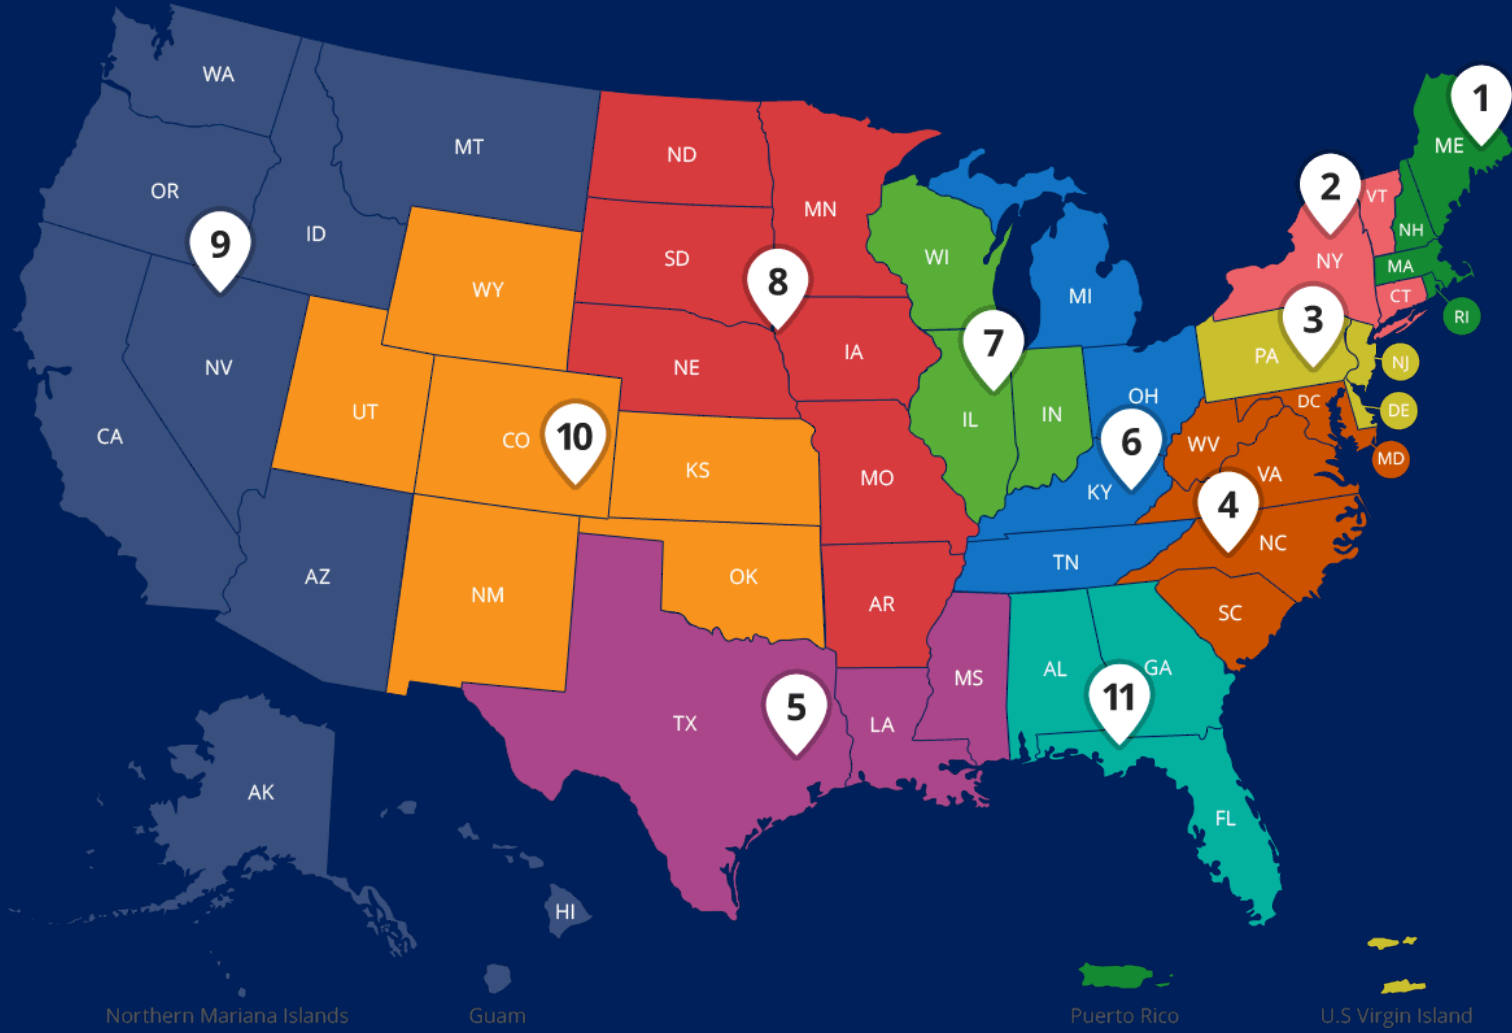 WA
MT
ND
MN
OR
ID
9
WY
SD
8
WI
MI
1
ME
2
VT
NH
NY
MA
CT
RI
3
PA
NJ
NV
UT
CO
10
NE
IA
7
IL
IN
OH
DC
DE
MD
CA
KS
MO
6
KY
WV
VA
4
NC
AZ
NM
OK
AR
TN
SC
TX
5
LA
MS
AL
GA
11
FL
AK
HI
Northern Mariana Islands
Guam
Puerto Rico
U.S Virgin Island